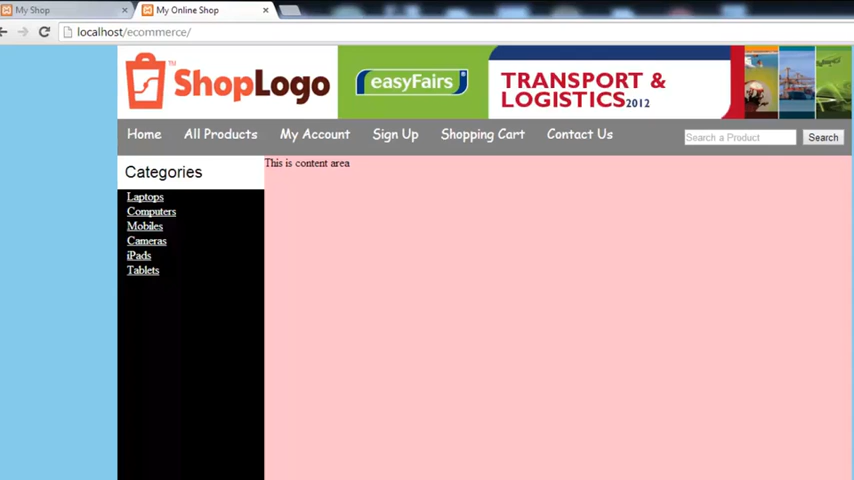 My Shop
My Online Shop
localhost/ecommerce/
ShopLogo™
easyFairs
TRANSPORT &
LOGISTICS2012
Home All Products My Account Sign Up Shopping Cart Contact Us
Search a Product Search
Categories
This is content area
Laptops
Computers
Mobiles
Cameras
iPads
Tablets